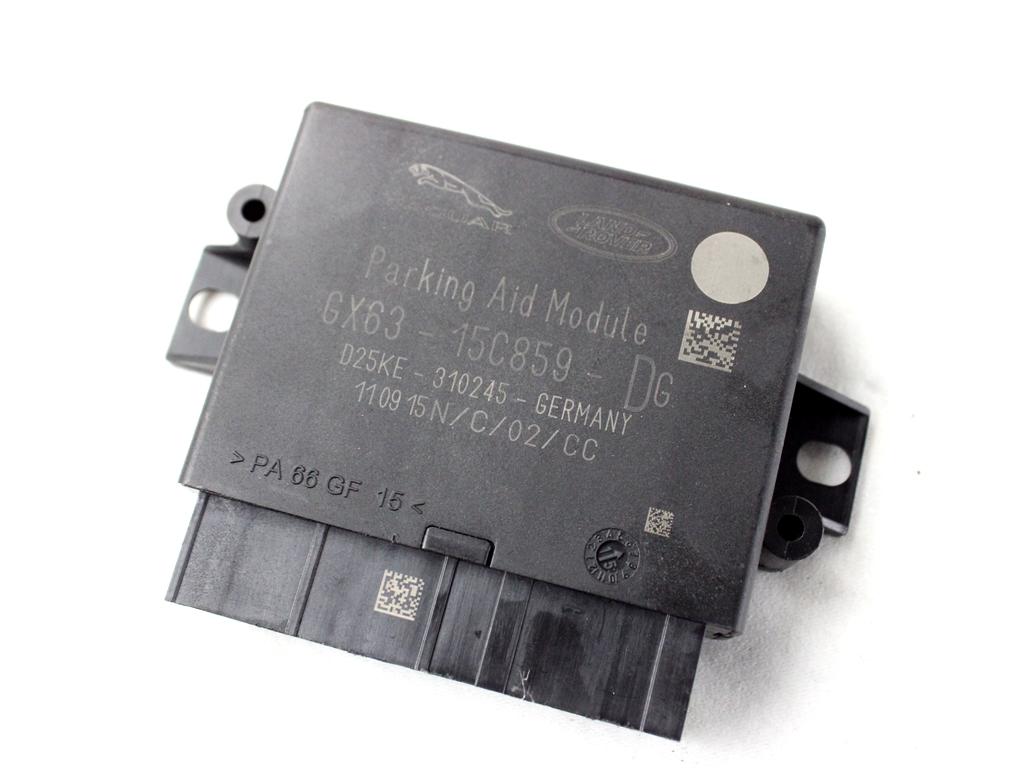 JAGUAR
LAND-
ROVER
Parking Aid Module
GX63 - 15C859 - DG
D25KE - 310245 - GERMANY
110915N/C/02/CC
>PA 66 GF 15<
15